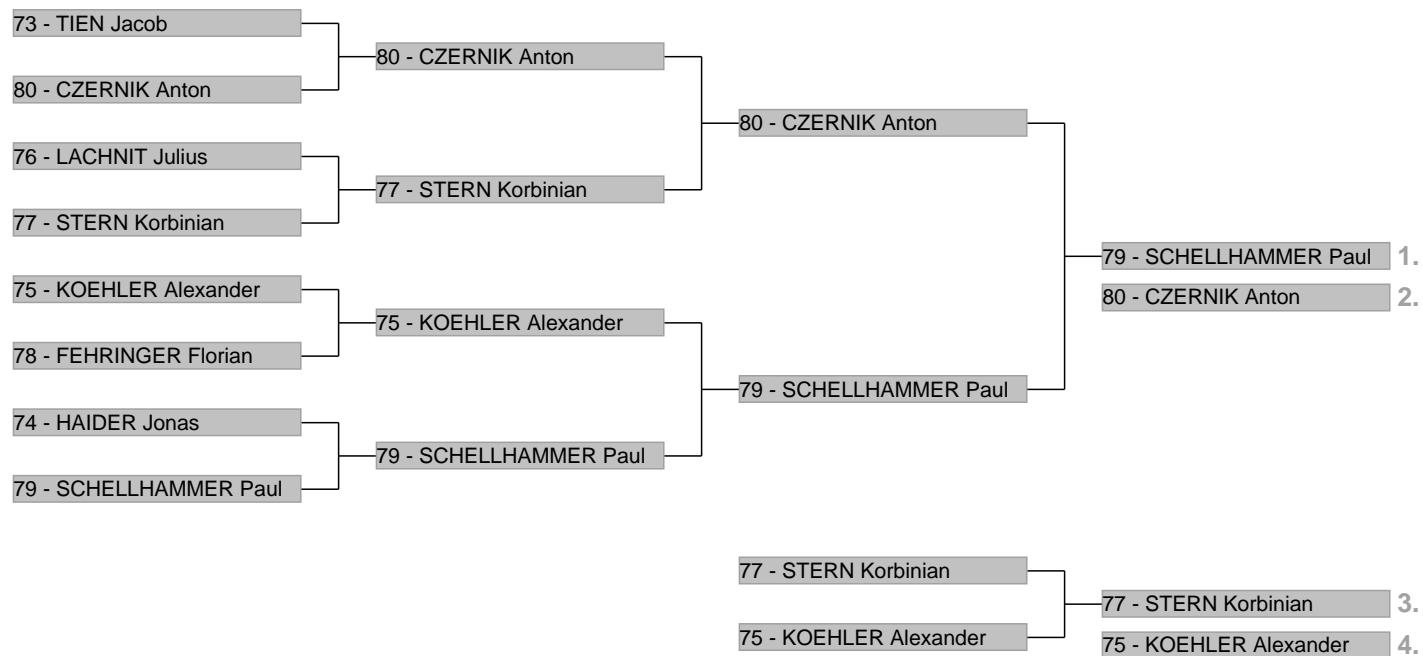 73 - TIEN Jacob
80 - CZERNIK Anton
76 - LACHNIT Julius
77 - STERN Korbinian
75 - KOEHLER Alexander
78 - FEHRINGER Florian
74 - HAIDER Jonas
79 - SCHELLHAMMER Paul
80 - CZERNIK Anton
77 - STERN Korbinian
75 - KOEHLER Alexander
79 - SCHELLHAMMER Paul
80 - CZERNIK Anton
79 - SCHELLHAMMER Paul
79 - SCHELLHAMMER Paul 1.
80 - CZERNIK Anton 2.
77 - STERN Korbinian
75 - KOEHLER Alexander
77 - STERN Korbinian 3.
75 - KOEHLER Alexander 4.